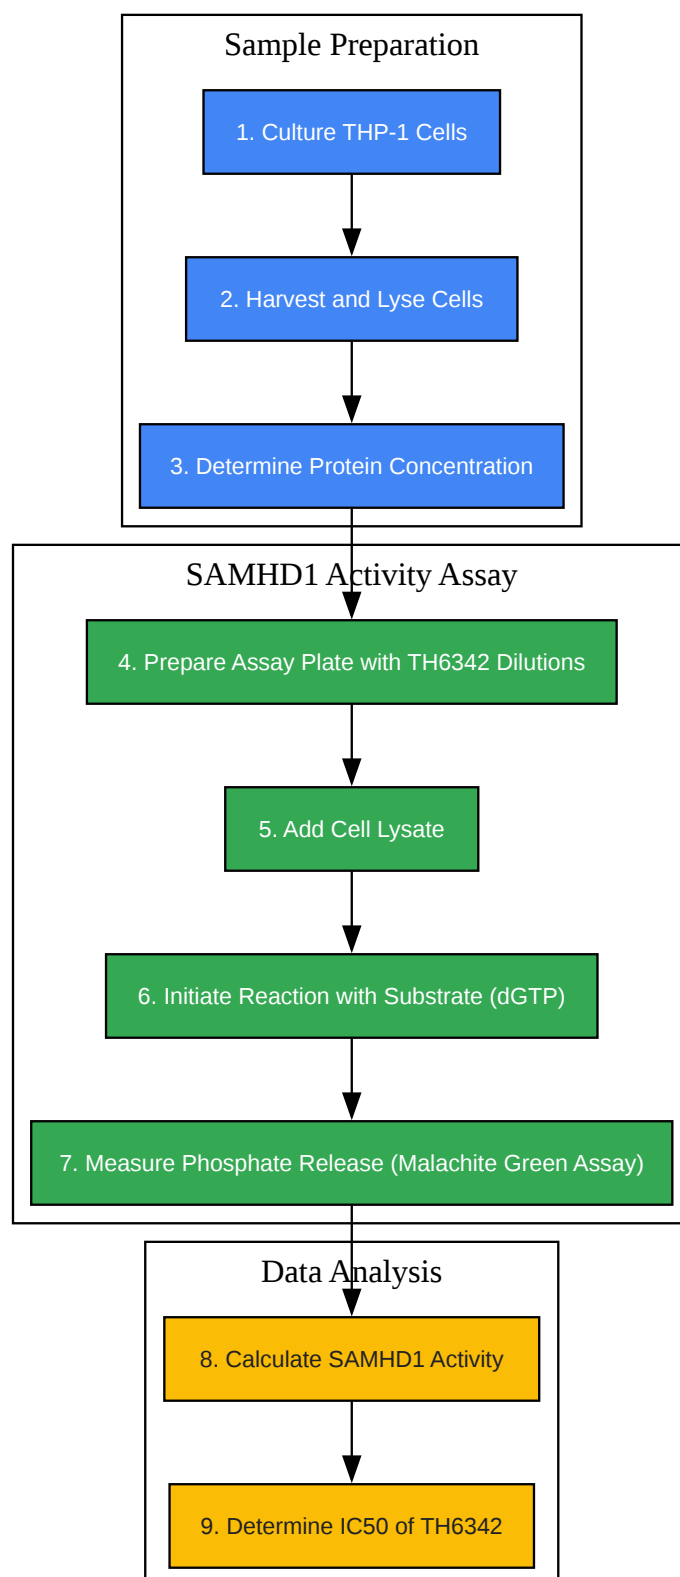 Sample Preparation
1. Culture THP-1 Cells
2. Harvest and Lyse Cells
3. Determine Protein Concentration
SAMHD1 Activity Assay
4. Prepare Assay Plate with TH6342 Dilutions
5. Add Cell Lysate
6. Initiate Reaction with Substrate (dGTP)
7. Measure Phosphate Release (Malachite Green Assay)
Data Analysis
8. Calculate SAMHD1 Activity
9. Determine IC50 of TH6342